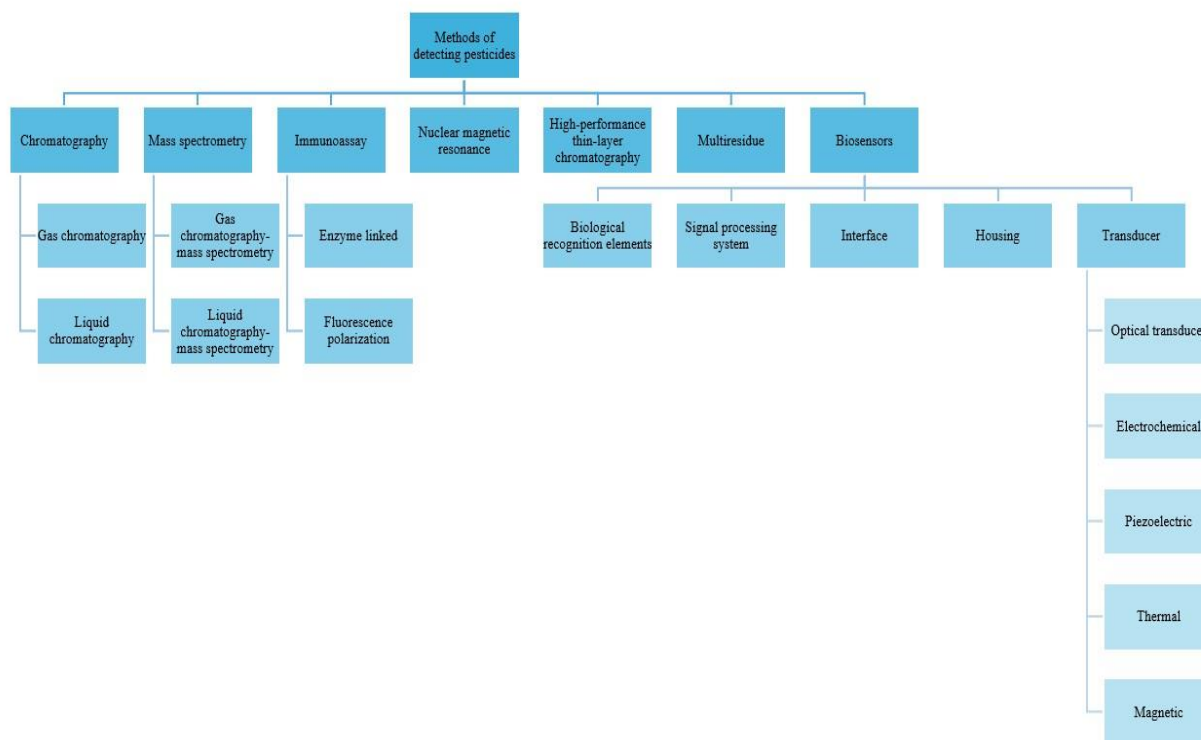 Methods of
detecting pesticides
Chromatography
Mass spectrometry
Immunoassay
Nuclear magnetic
resonance
High-performance
thin-layer
chromatography
Multiresidue
Biosensors
Gas chromatography
Gas
chromatography-
mass spectrometry
Enzyme linked
Biological
recognition elements
Signal processing
system
Interface
Housing
Transducer
Liquid
chromatography
Liquid
chromatography-
mass spectrometry
Fluorescence
polarization
Optical transduce
Electrochemical
Piezoelectric
Thermal
Magnetic